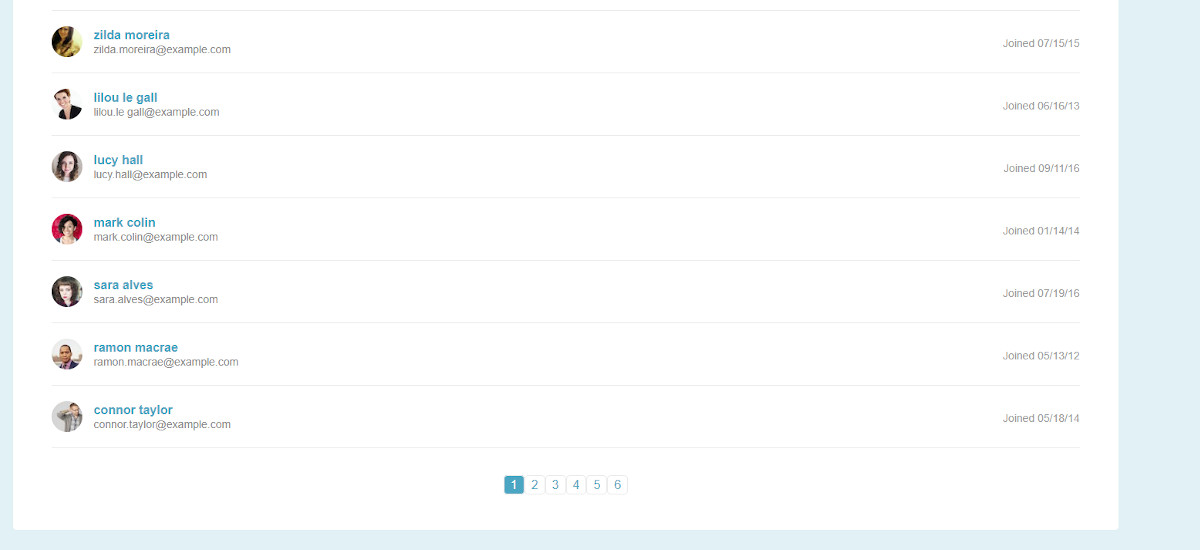 zilda moreira
zilda.moreira@example.com
Joined 07/15/15
lilou le gall
lilou.le gall@example.com
Joined 06/16/13
lucy hall
lucy.hall@example.com
Joined 09/11/16
mark colin
mark.colin@example.com
Joined 01/14/14
sara alves
sara.alves@example.com
Joined 07/19/16
ramon macrae
ramon.macrae@example.com
Joined 05/13/12
connor taylor
connor.taylor@example.com
Joined 05/18/14
1 2 3 4 5 6